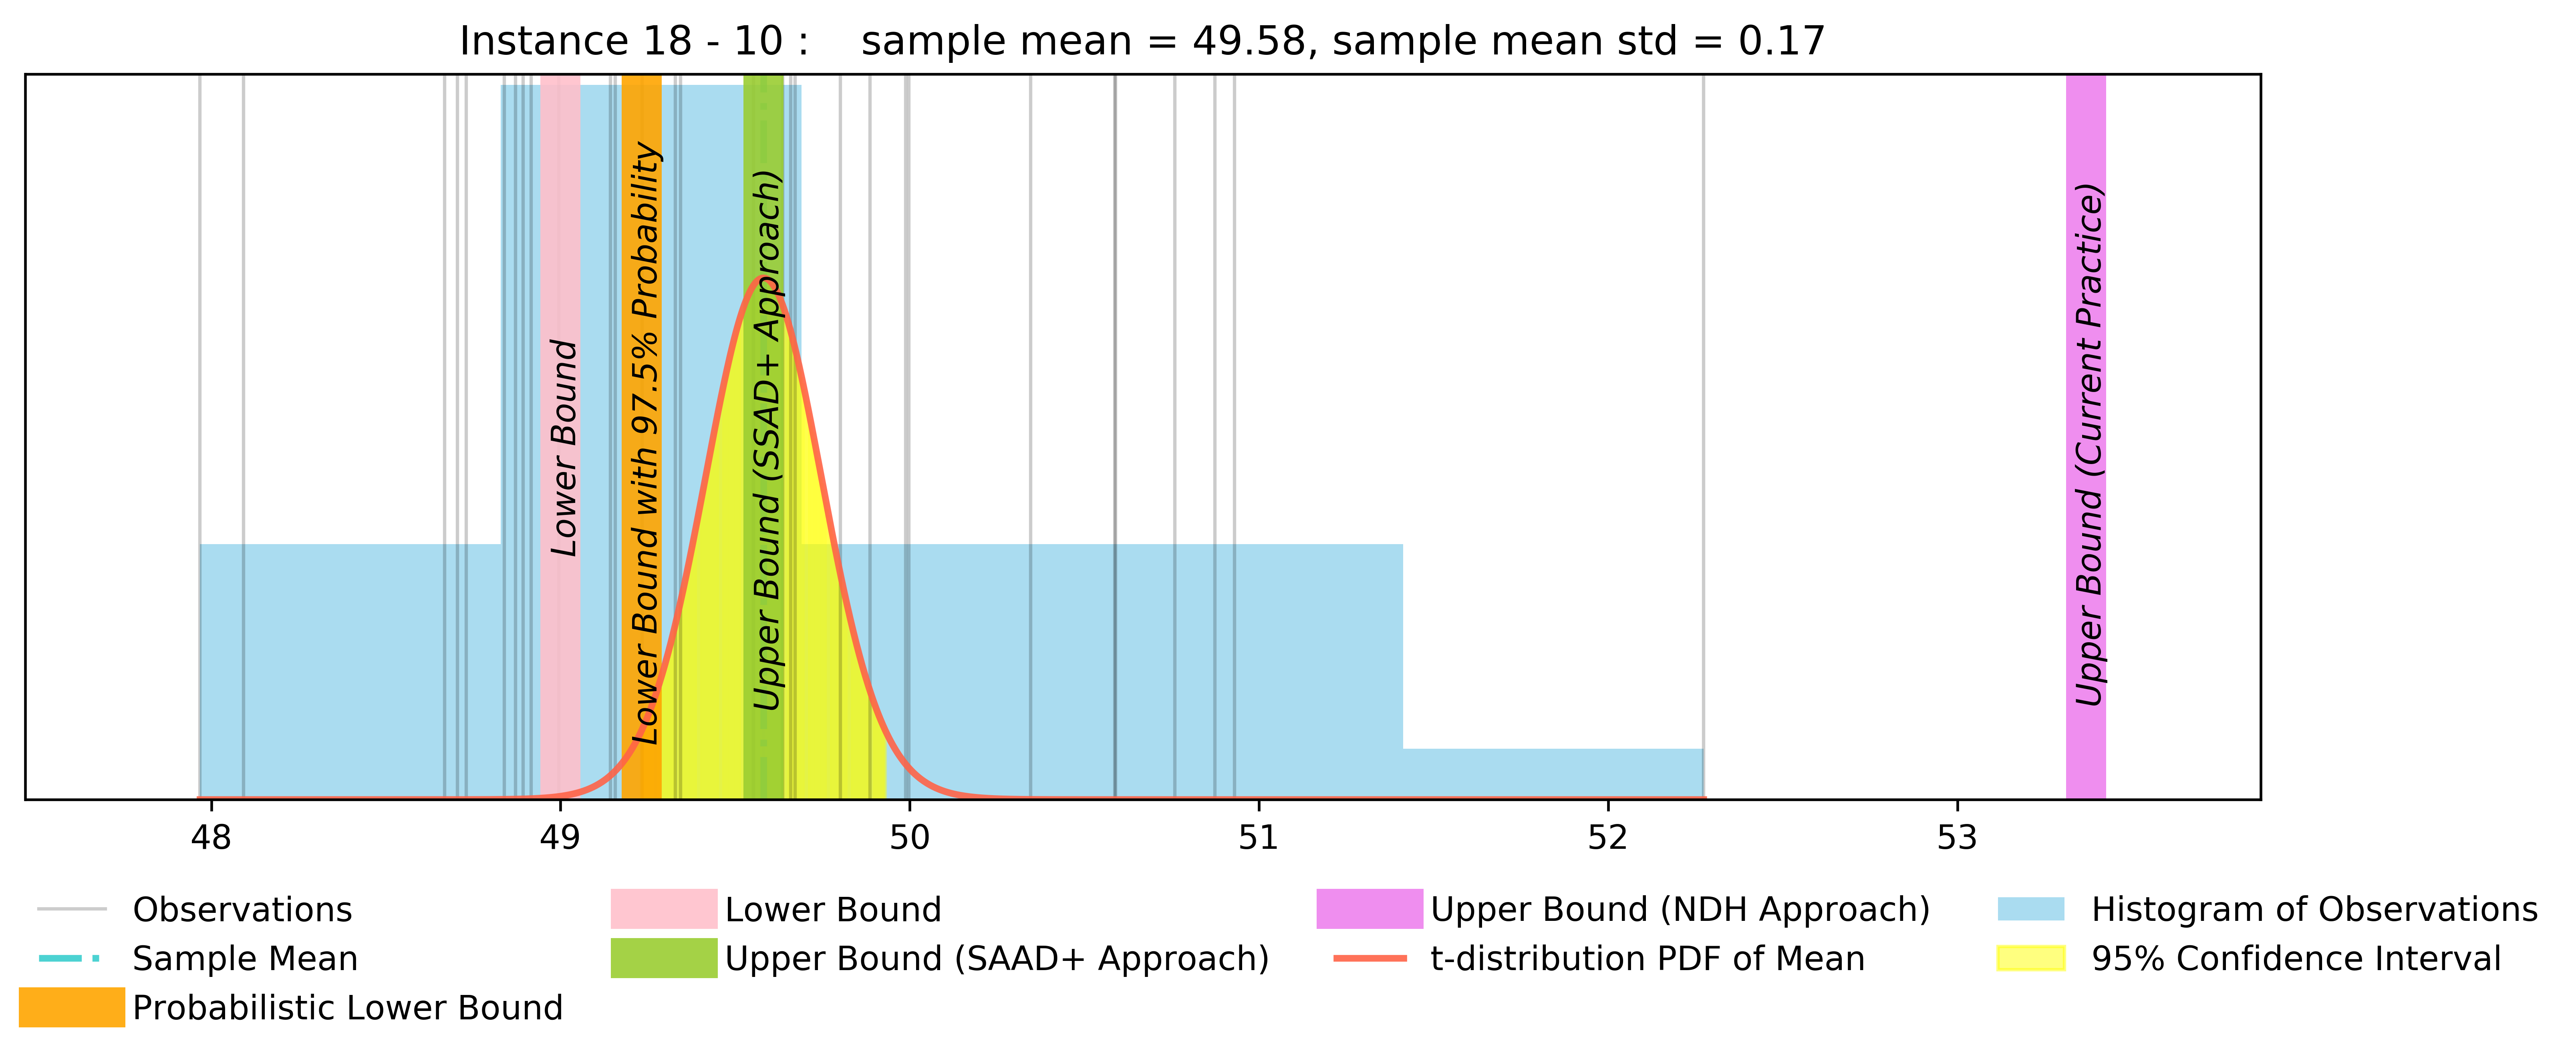 Instance 18 - 10 :    sample mean = 49.58, sample mean std = 0.17
Lower Bound
Lower Bound with 97.5% Probability
Upper Bound (SSAD+ Approach)
Upper Bound (Current Practice)
48 49 50 51 52 53
Observations
Sample Mean
Probabilistic Lower Bound
Lower Bound
Upper Bound (SAAD+ Approach)
Upper Bound (NDH Approach)
t-distribution PDF of Mean
Histogram of Observations
95% Confidence Interval